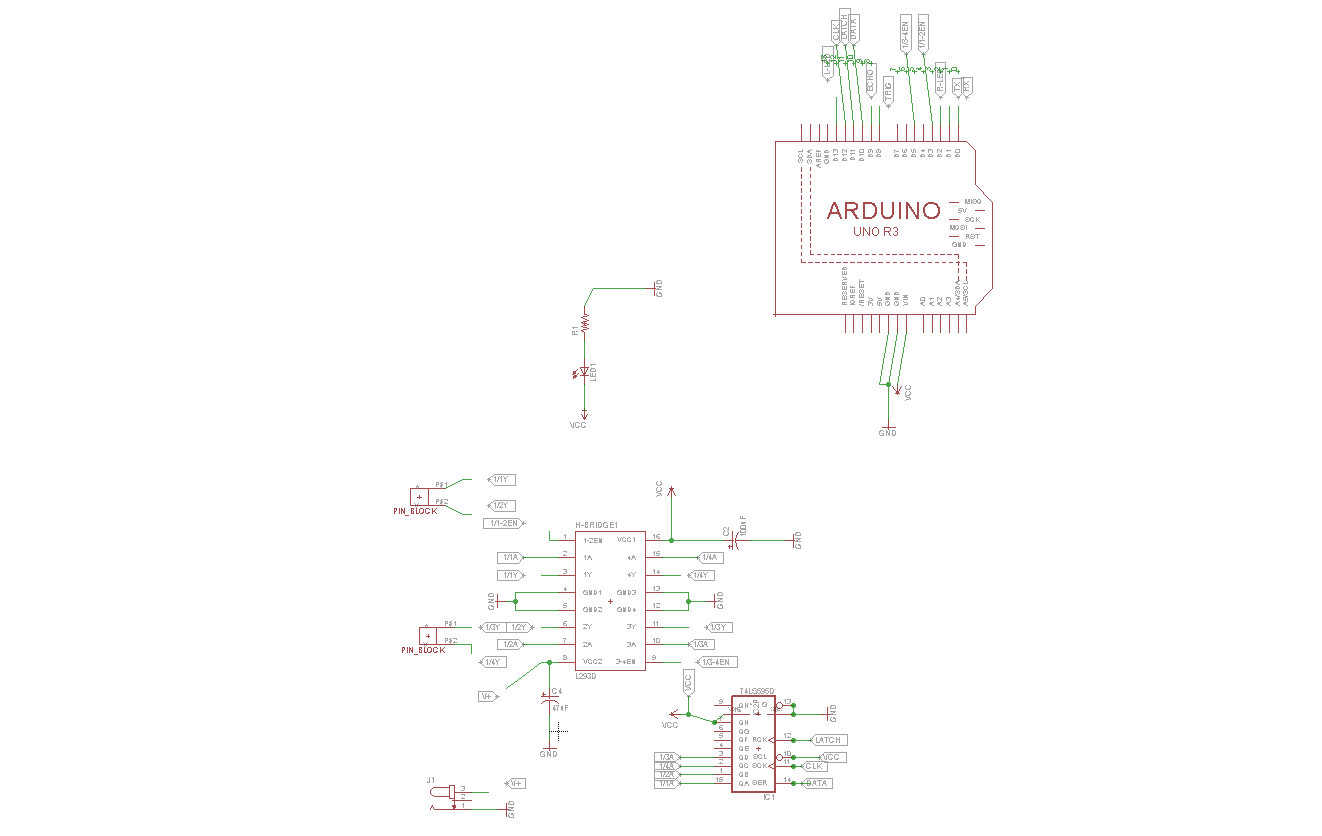 CLK
LATCH
DATA
1/3-4EN
1/1-2EN
ECHO
TRIG
R-LED
TX
RX
SCL
SDA
AREF
GND
D13
D12
D11
D10
D9
D8
D7
D6
D5
D4
D3
D2
D1
D0
ARDUINO
UNO R3
MISO
5V
SCK
MOSI
RST
GND
RESERVED
IOREF
/RESET
3V
5V
GND
GND
VIN
A0
A1
A2
A3
A4/SDA
A5/SCL
VCC
GND
GND
R1
LED1
VCC
P$1
P$2
PIN_BLOCK
1/1Y
1/2Y
1/1-2EN
H-BRIDGE1
VCC
C2
100uF
GND
1 1-2EN VCC1 16
1/1A 2 1A 4A 15 1/4A
1/1Y 3 1Y 4Y 14 1/4Y
GND 4 GND1 GND3 13 GND
5 GND2 GND4 12
P$1 1/3Y 1/2Y 6 2Y 3Y 11 1/3Y
P$2 1/2A 7 2A 3A 10 1/3A
PIN_BLOCK
1/4Y 8 VCC2 3-4EN 9 1/3-4EN
L293D
V+
C4
47uF
GND
VCC
VCC
74LS595D
9 QH* G 13
GND
QH
6 QG
5 QF RCK 12 LATCH
4 QE
1/3A 3 QD SCL 10 VCC
1/4A 2 QC SCK 11 CLK
1/2A 1 QB
1/1A 15 QA SER 14 DATA
IC1
J1
3
2
1
V+
GND